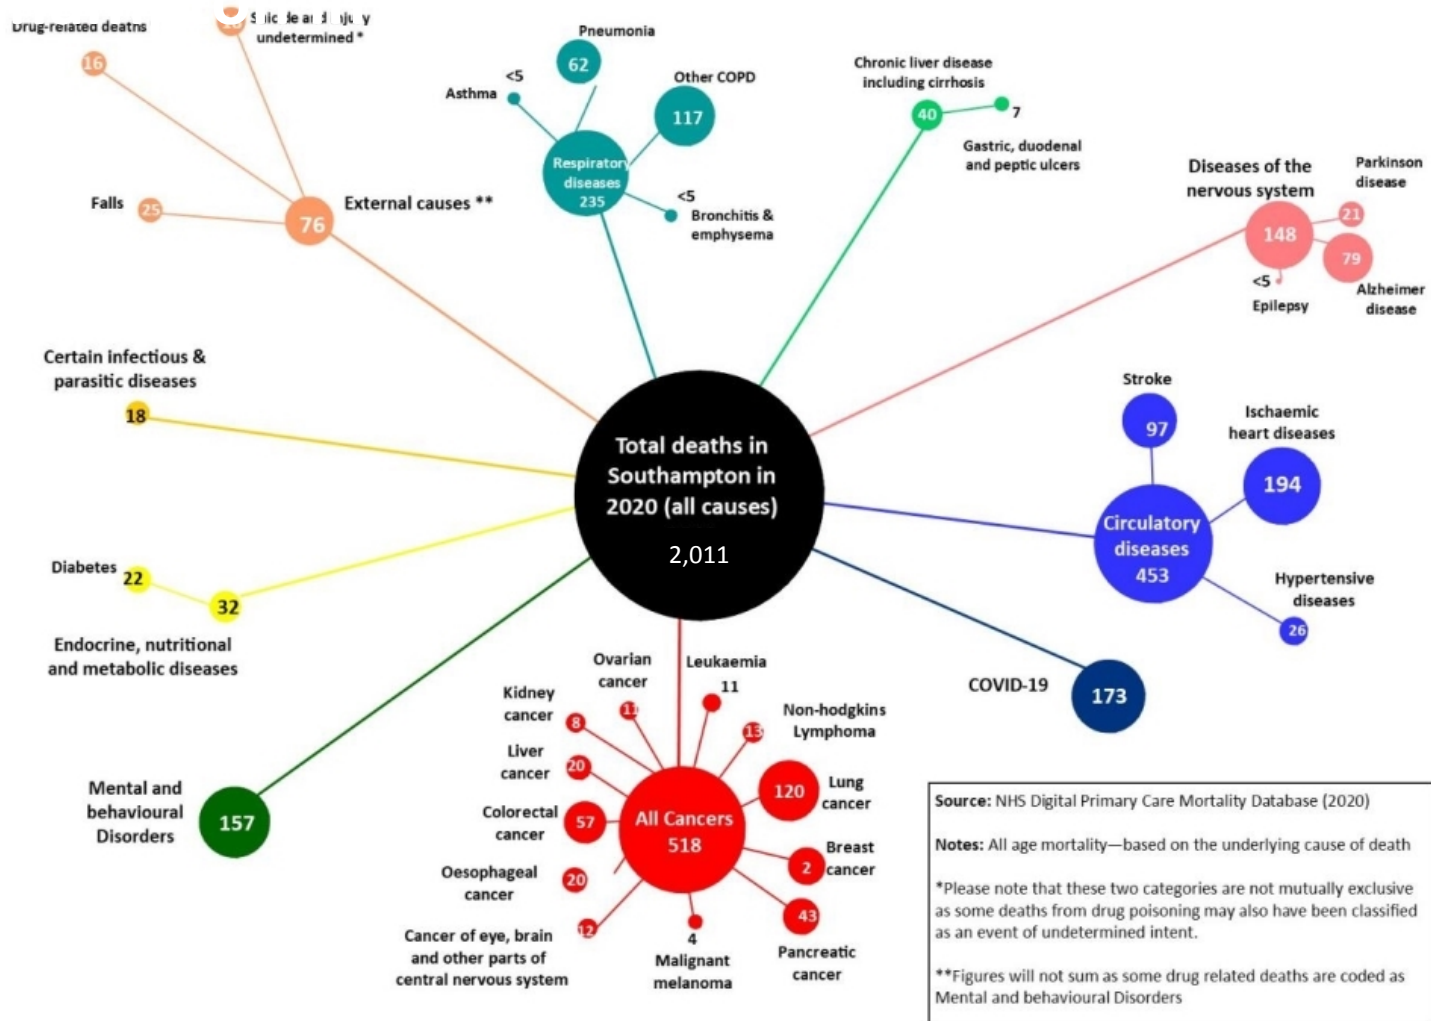 Drug-related deaths
16
Suicide and injury
undetermined *
Falls
25
76
External causes **
Pneumonia
62
<5
Asthma
Other COPD
117
Respiratory
diseases
235
<5
Bronchitis &
emphysema
Chronic liver disease
including cirrhosis
40
7
Gastric, duodenal
and peptic ulcers
Diseases of the
nervous system
148
Parkinson
disease
21
79
Alzheimer
disease
<5
Epilepsy
Certain infectious &
parasitic diseases
18
Total deaths in
Southampton in
2020 (all causes)
2,011
Stroke
97
Ischaemic
heart diseases
194
Circulatory
diseases
453
Hypertensive
diseases
26
Diabetes
22
32
Endocrine, nutritional
and metabolic diseases
COVID-19
173
Mental and
behavioural
Disorders
157
Ovarian
cancer
11
Leukaemia
11
Kidney
cancer
8
Non-hodgkins
Lymphoma
13
Liver
cancer
20
Lung
cancer
120
Colorectal
cancer
57
All Cancers
518
Breast
cancer
2
Oesophageal
cancer
20
Pancreatic
cancer
43
Cancer of eye, brain
and other parts of
central nervous system
12
4
Malignant
melanoma
Source: NHS Digital Primary Care Mortality Database (2020)
Notes: All age mortality—based on the underlying cause of death
*Please note that these two categories are not mutually exclusive
as some deaths from drug poisoning may also have been classified
as an event of undetermined intent.
**Figures will not sum as some drug related deaths are coded as
Mental and behavioural Disorders